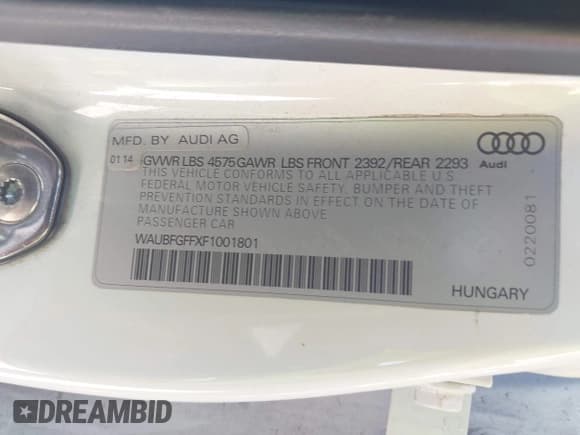 MFD. BY AUDI AG
01 14 GVWR LBS 4575 GAWR LBS FRONT 2392/REAR 2293
THIS VEHICLE CONFORMS TO ALL APPLICABLE U S
FEDERAL MOTOR VEHICLE SAFETY, BUMPER AND THEFT
PREVENTION STANDARDS IN EFFECT ON THE DATE OF
MANUFACTURE SHOWN ABOVE
PASSENGER CAR
WAUBFGFFXF1001801
Audi
0220081
HUNGARY
DREAMBID